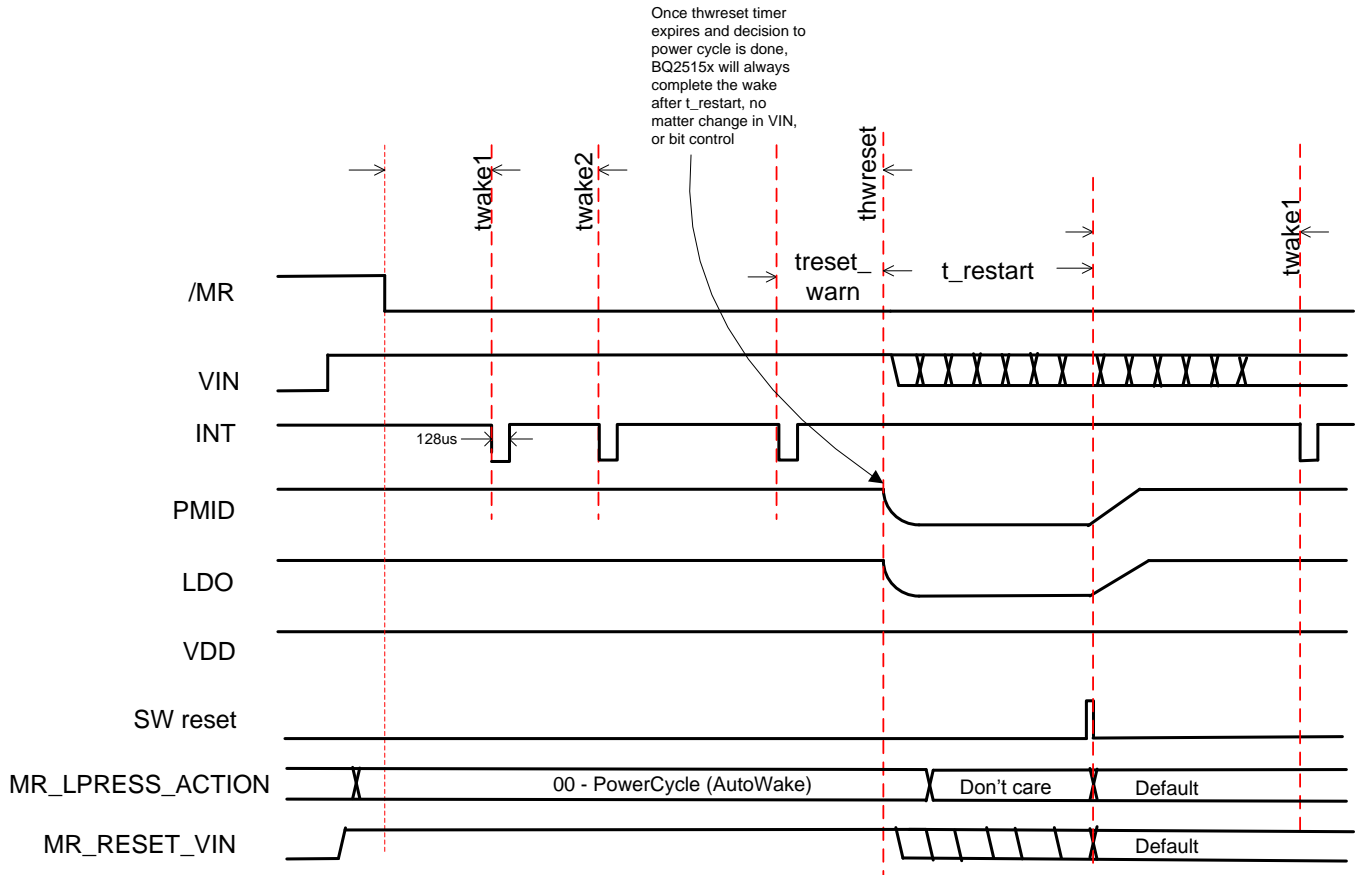 Once thwreset timer
expires and decision to
power cycle is done,
BQ2515x will always
complete the wake
after t_restart, no
matter change in VIN,
or bit control
twake1
twake2
thwreset
twake1
treset_
warn
t_restart
/MR
VIN
INT
128us
PMID
LDO
VDD
SW reset
MR_LPRESS_ACTION
00 - PowerCycle (AutoWake)
Don't care
Default
MR_RESET_VIN
Default